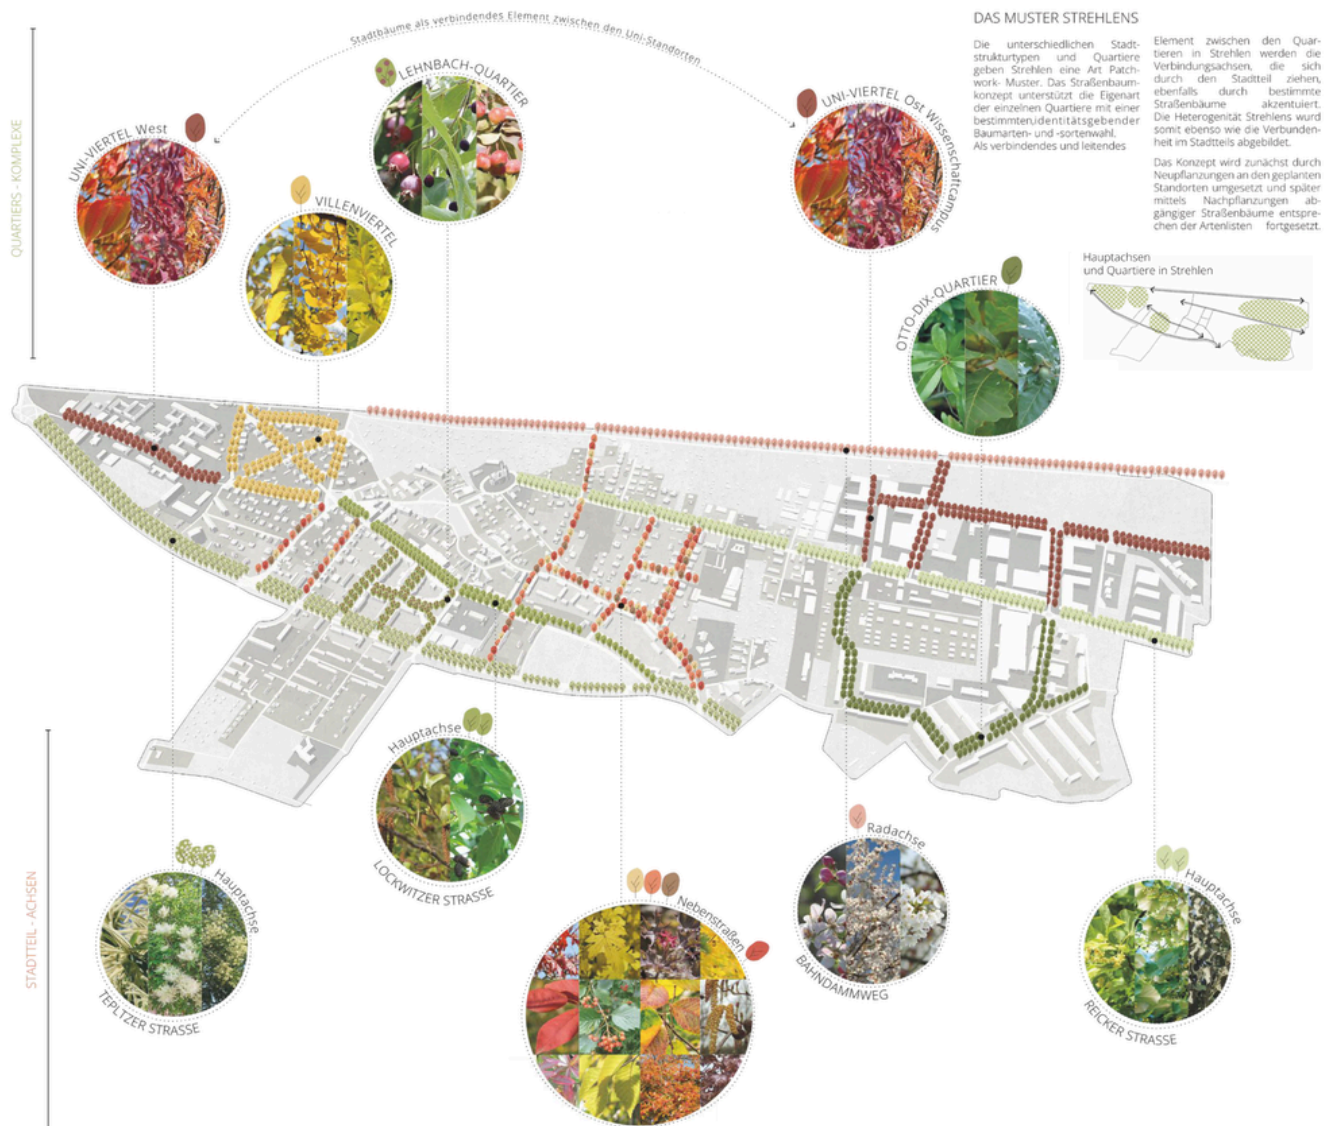 Stadtbäume als verbindendes Element zwischen den Uni-Standorten
DAS MUSTER STREHLENS
Die unterschiedlichen Stadt-
strukturtypen und Quartiere
geben Strehlen eine Art Patch-
work- Muster. Das Straßenbaum-
konzept unterstützt die Eigenart
der einzelnen Quartiere mit einer
bestimmten,identitätsgebender
Baumarten- und -sortenwahl.
Als verbindendes und leitendes
Element zwischen den Quar-
tieren in Strehlen werden die
Verbindungsachsen, die sich
durch den Stadtteil ziehen,
ebenfalls durch bestimmte
Straßenbäume akzentuiert.
Die Heterogenität Strehlens wurd
somit ebenso wie die Verbunden-
heit im Stadtteils abgebildet.
Das Konzept wird zunächst durch
Neupflanzungen an den geplanten
Standorten umgesetzt und später
mittels Nachpflanzungen ab-
gängiger Straßenbäume entspre-
chen der Artenlisten fortgesetzt.
Hauptachsen
und Quartiere in Strehlen
QUARTIERS - KOMPLEXE
UNI-VIERTEL West
VILLENVIERTEL
LEHNBACH-QUARTIER
UNI-VIERTEL Ost Wissenschaftcampus
OTTO-DIX-QUARTIER
STADTTEIL - ACHSEN
Hauptachse
TEPLTZER STRASSE
Hauptachse
LOCKWITZER STRASSE
Nebenstraßen
Radachse
BAHNDAMMWEG
Hauptachse
REICKER STRASSE